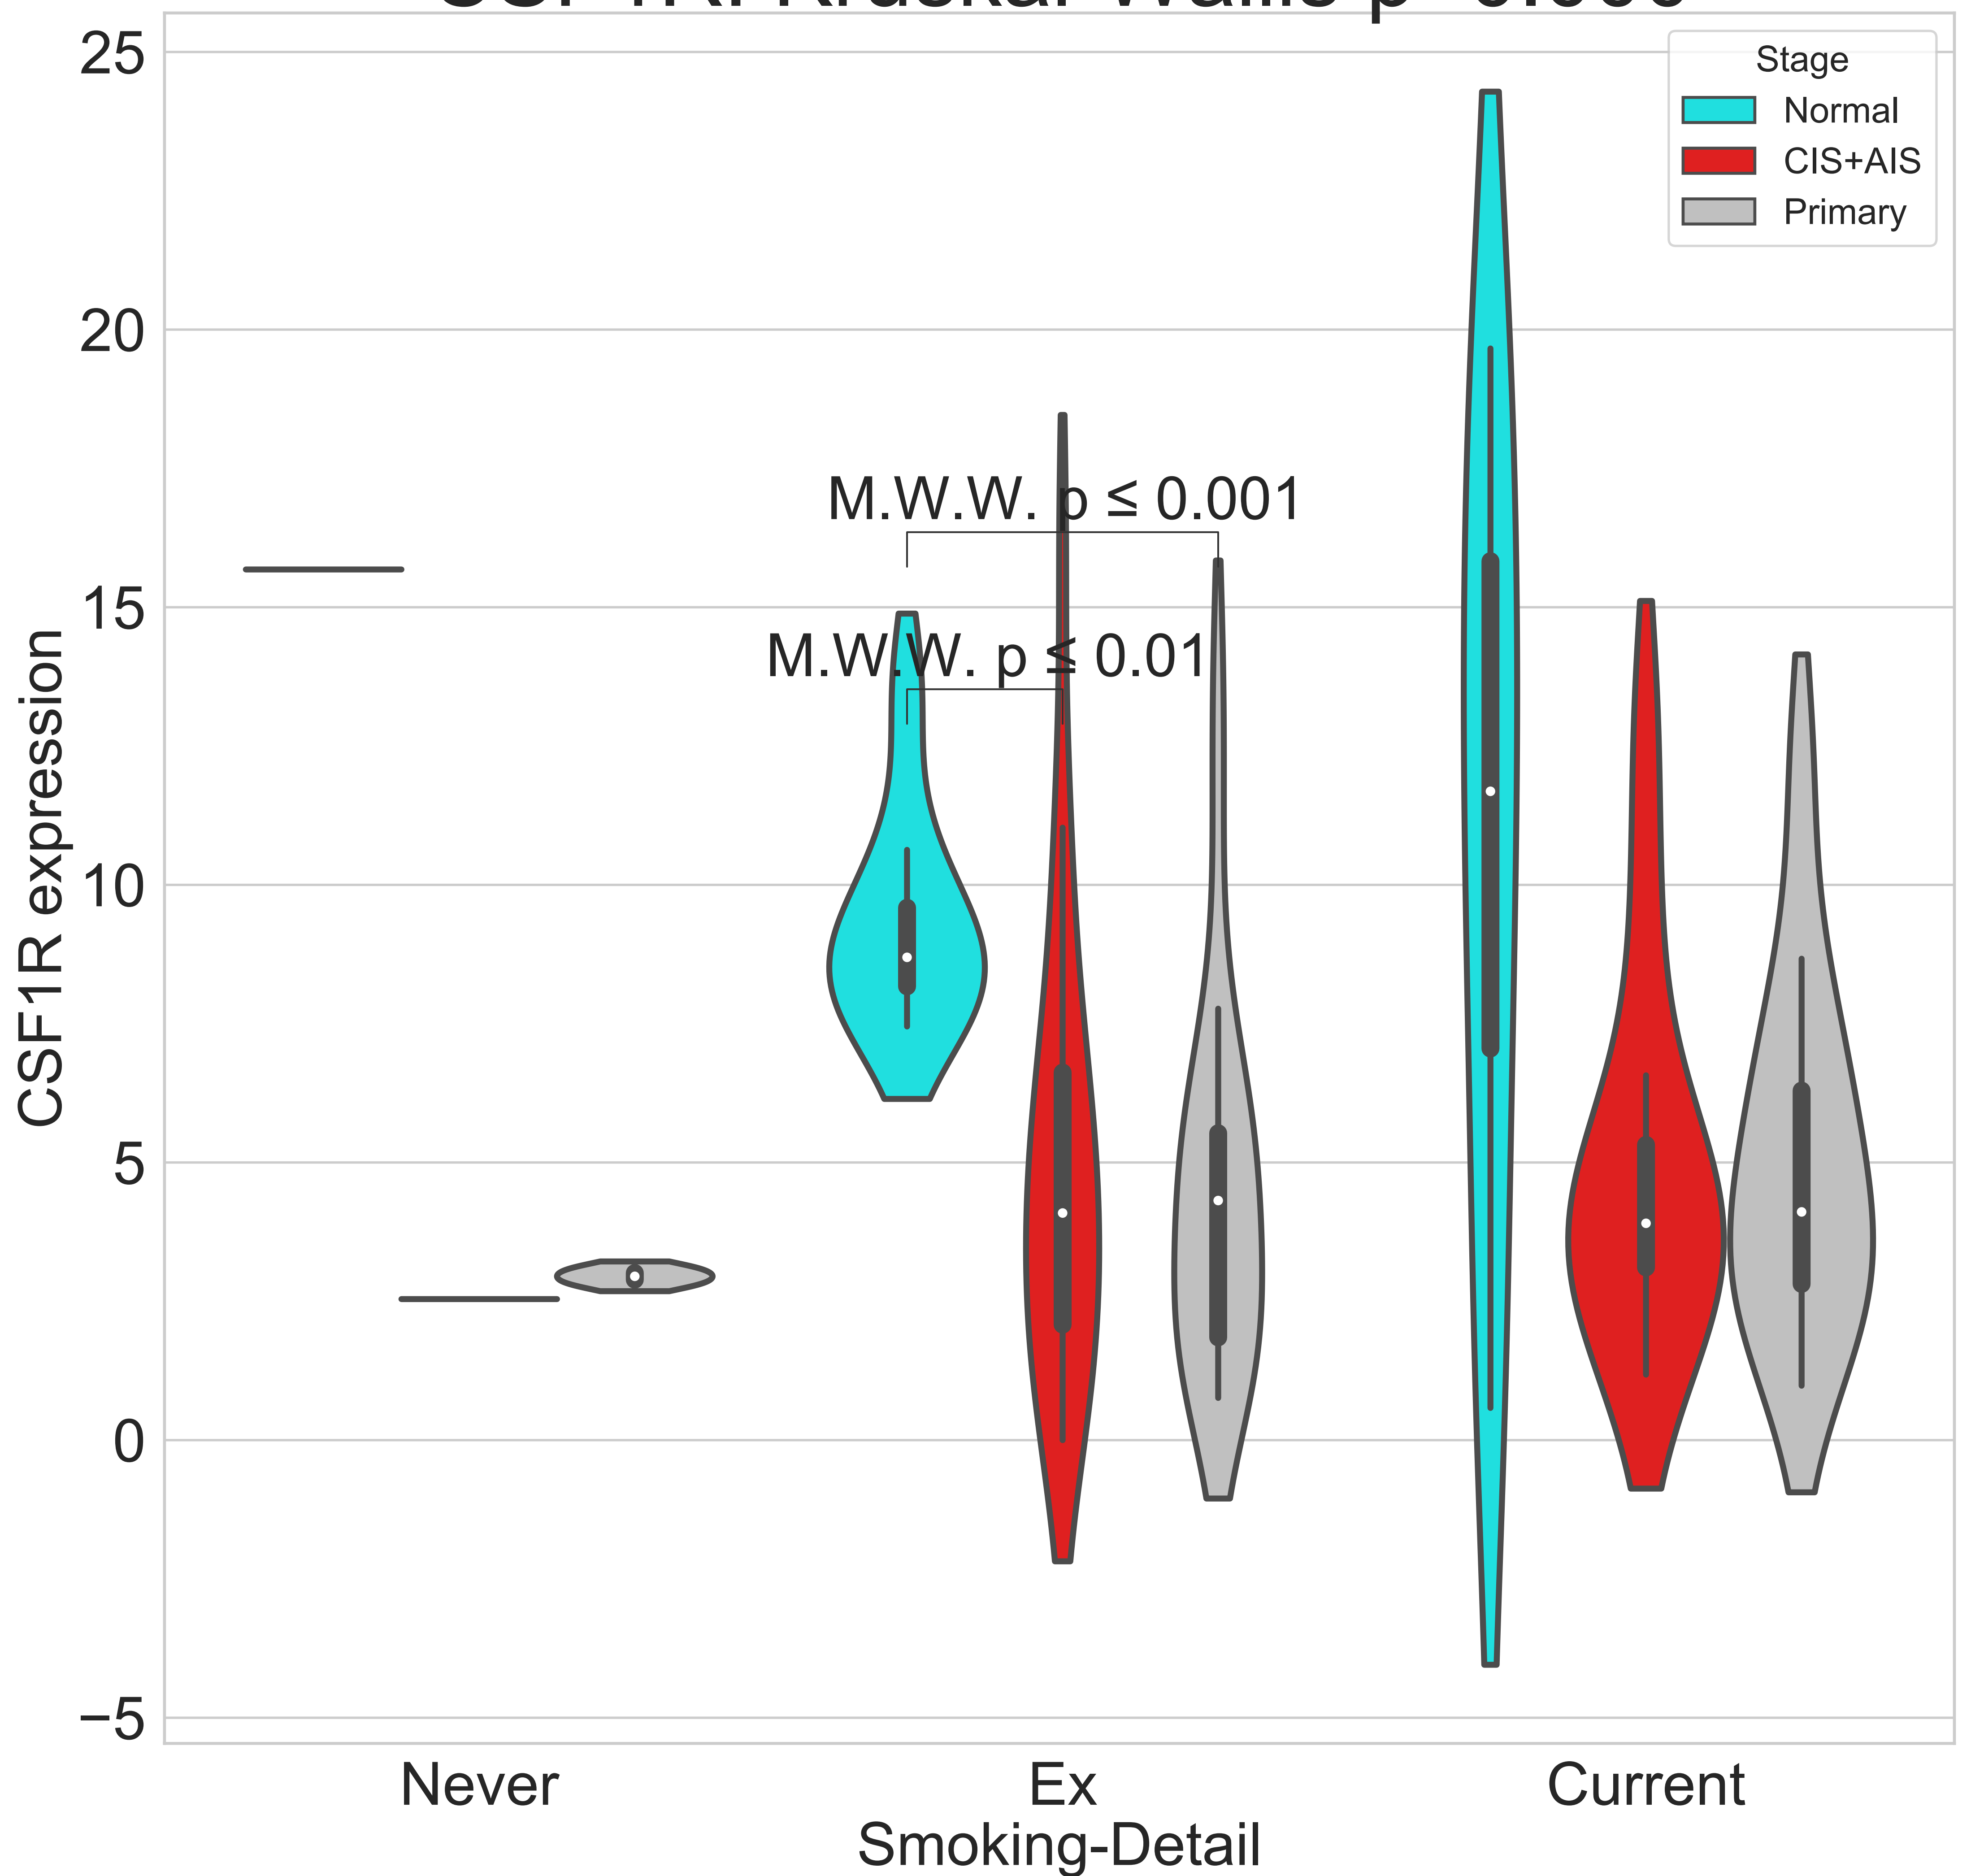 25
20
15
10
5
0
−5
CSF1R expression
Stage
Normal
CIS+AIS
Primary
M.W.W. p ≤ 0.001
M.W.W. p ≤ 0.01
Never
Ex
Current
Smoking-Detail